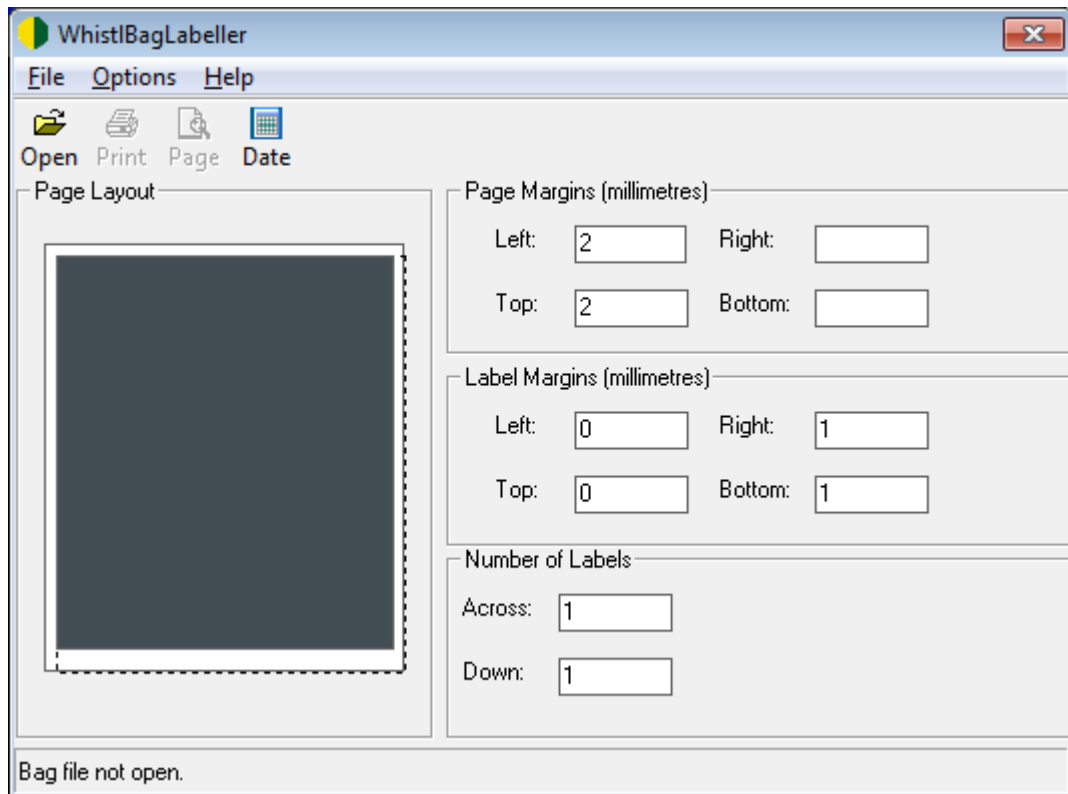 WhistlBagLabeller
File Options Help
Open Print Page Date
Page Layout
Page Margins (millimetres)
Left: 2 Right:
Top: 2 Bottom:
Label Margins (millimetres)
Left: 0 Right: 1
Top: 0 Bottom: 1
Number of Labels
Across: 1
Down: 1
Bag file not open.